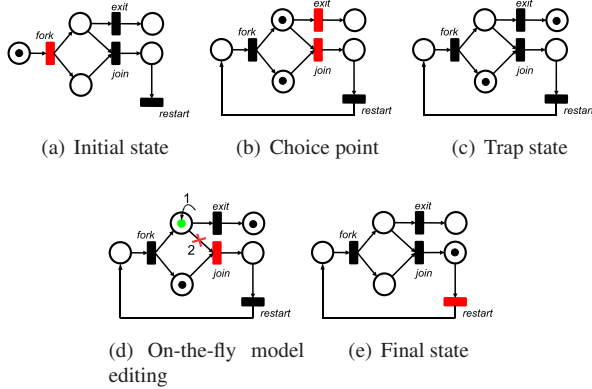 fork
exit
join
restart
(a) Initial state
fork
exit
join
restart
(b) Choice point
fork
exit
join
restart
(c) Trap state
1
exit
fork
2
join
restart
(d) On-the-fly model
editing
exit
fork
join
restart
(e) Final state